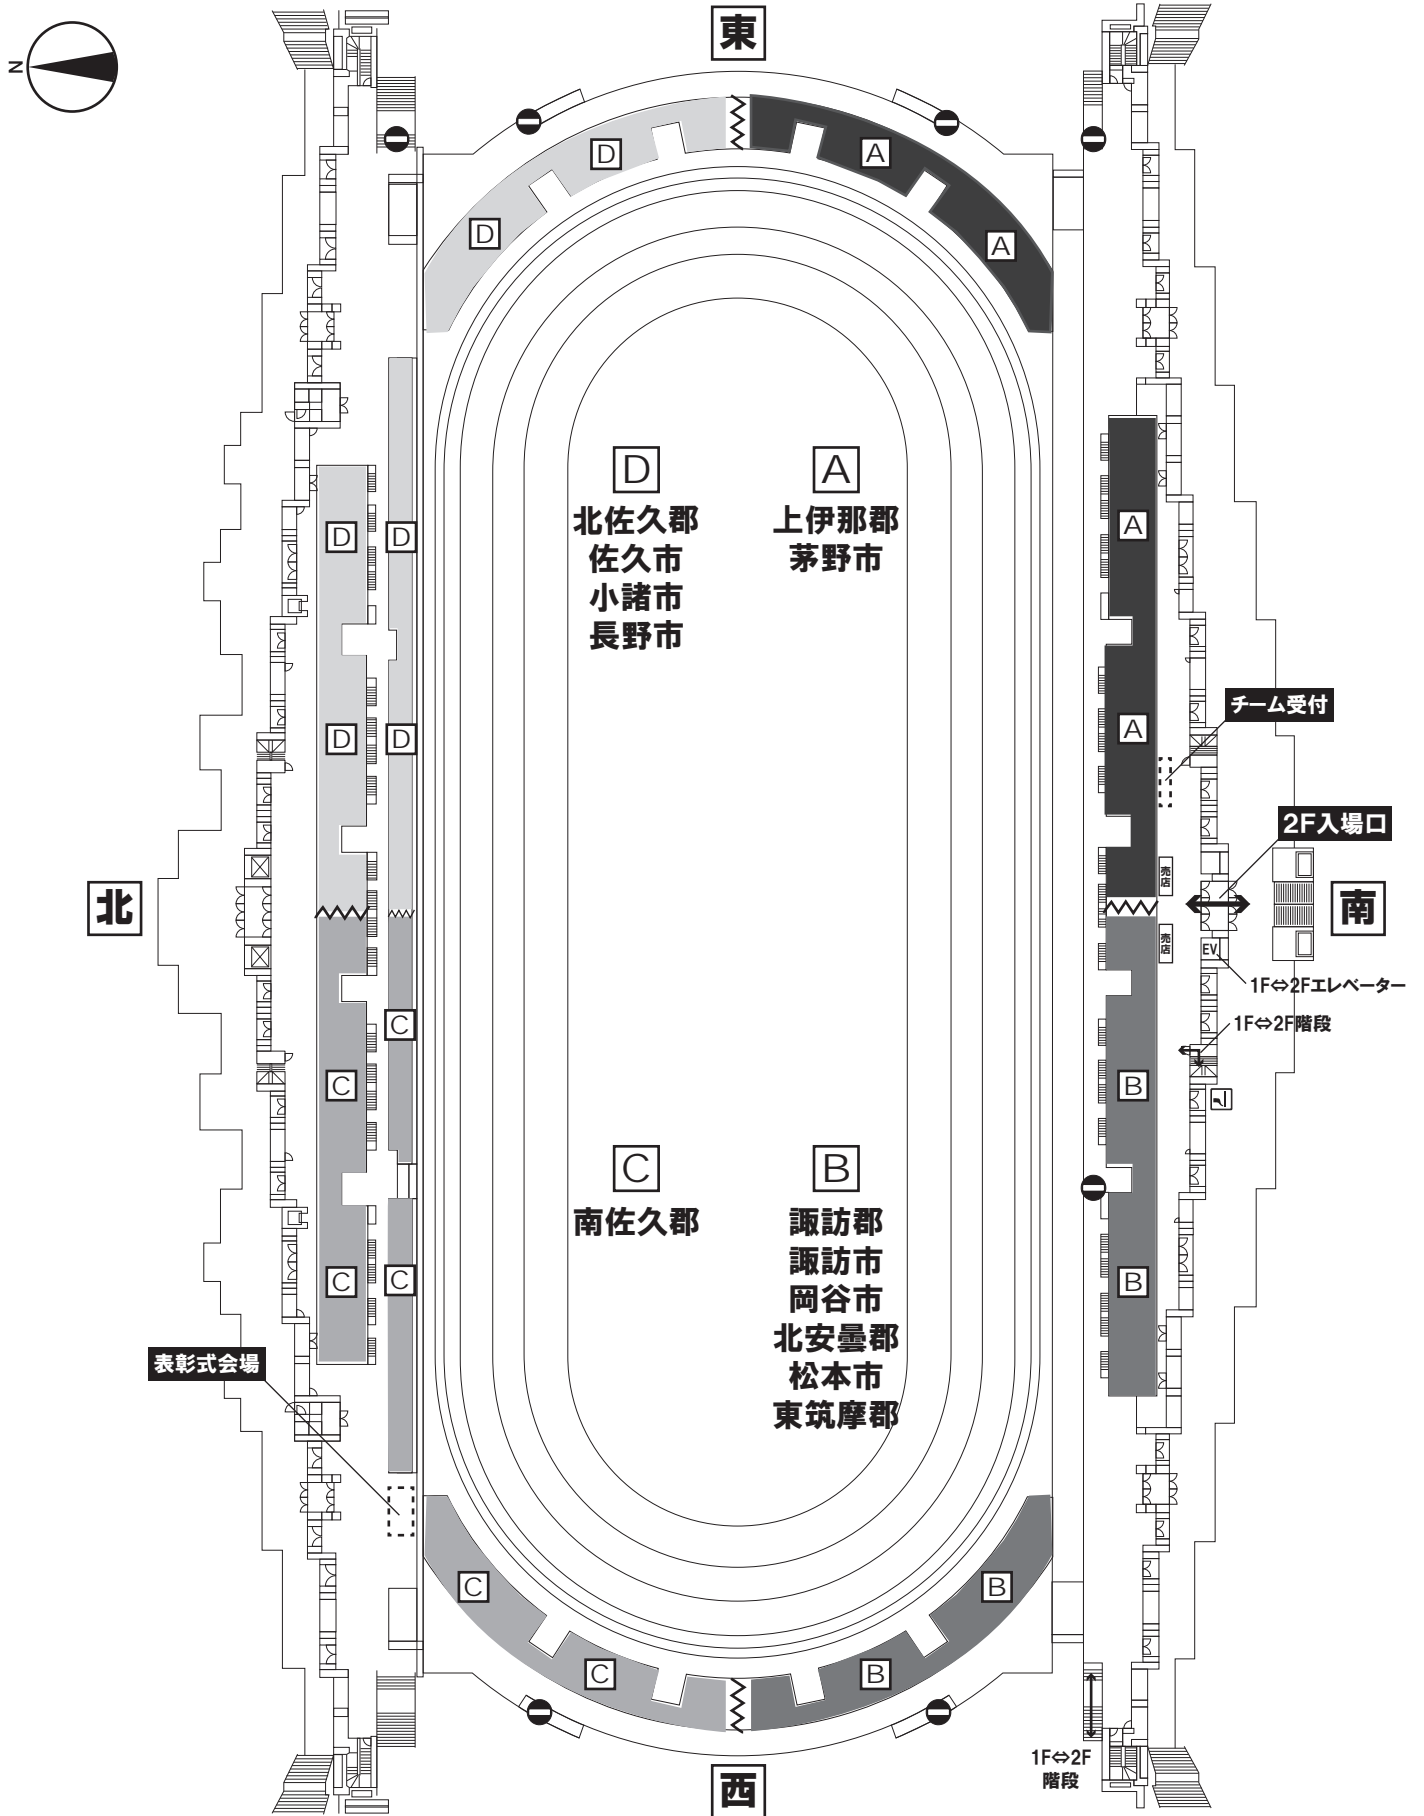 東
N
D
A
D
A
D
A
北佐久郡
上伊那郡
佐久市
茅野市
小諸市
長野市
D
D
A
D
D
A
チーム受付
2F入場口
売店
北
南
売店
EV
1F⇔2Fエレベーター
C
1F⇔2F階段
C
B
C
B
南佐久郡
諏訪郡
諏訪市
岡谷市
北安曇郡
松本市
東筑摩郡
C
C
B
表彰式会場
C
B
C
B
1F⇔2F
階段
西